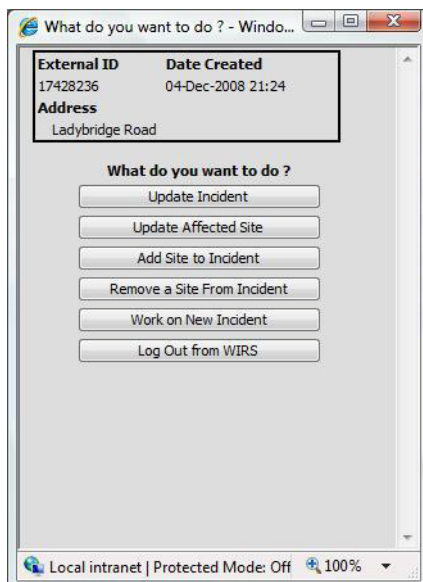 What do you want to do ? - Windo...
External ID Date Created
17428236 04-Dec-2008 21:24
Address
Ladybridge Road
What do you want to do ?
Update Incident
Update Affected Site
Add Site to Incident
Remove a Site From Incident
Work on New Incident
Log Out from WIRS
Local intranet | Protected Mode: Off 100%